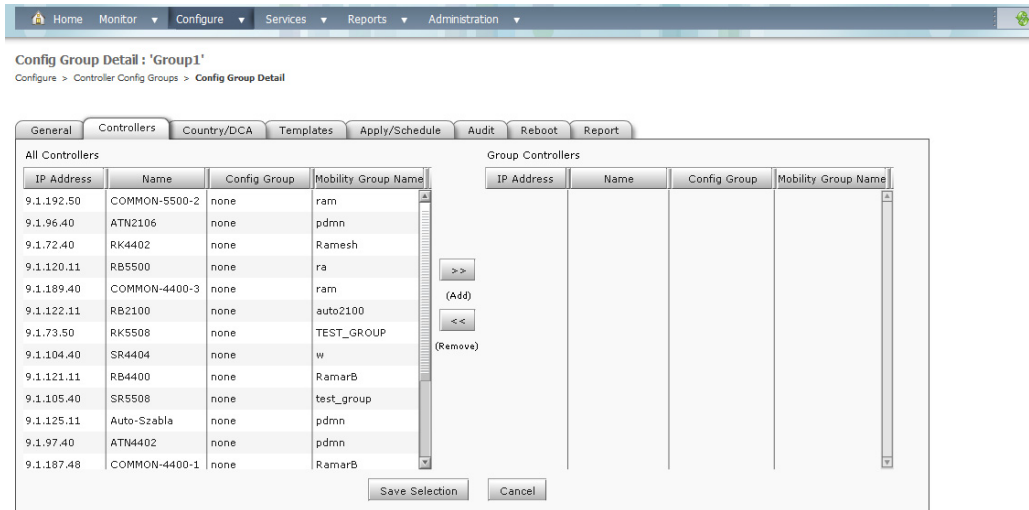 Home Monitor Configure Services Reports Administration
Config Group Detail : 'Group1'
Configure > Controller Config Groups > Config Group Detail
General Controllers Country/DCA Templates Apply/Schedule Audit Reboot Report
All Controllers Group Controllers
IP Address Name Config Group Mobility Group Name IP Address Name Config Group Mobility Group Name
9.1.192.50 COMMON-5500-2 none ram
9.1.96.40 ATN2106 none pdmn
9.1.72.40 RK4402 none Ramesh
9.1.120.11 RB5500 none ra
>>
9.1.189.40 COMMON-4400-3 none ram
(Add)
9.1.122.11 RB2100 none auto2100
<<
9.1.73.50 RK5508 none TEST_GROUP
(Remove)
9.1.104.40 SR4404 none w
9.1.121.11 RB4400 none RamarB
9.1.105.40 SR5508 none test_group
9.1.125.11 Auto-Szabla none pdmn
9.1.97.40 ATN4402 none pdmn
9.1.187.48 COMMON-4400-1 none RamarB
Save Selection Cancel